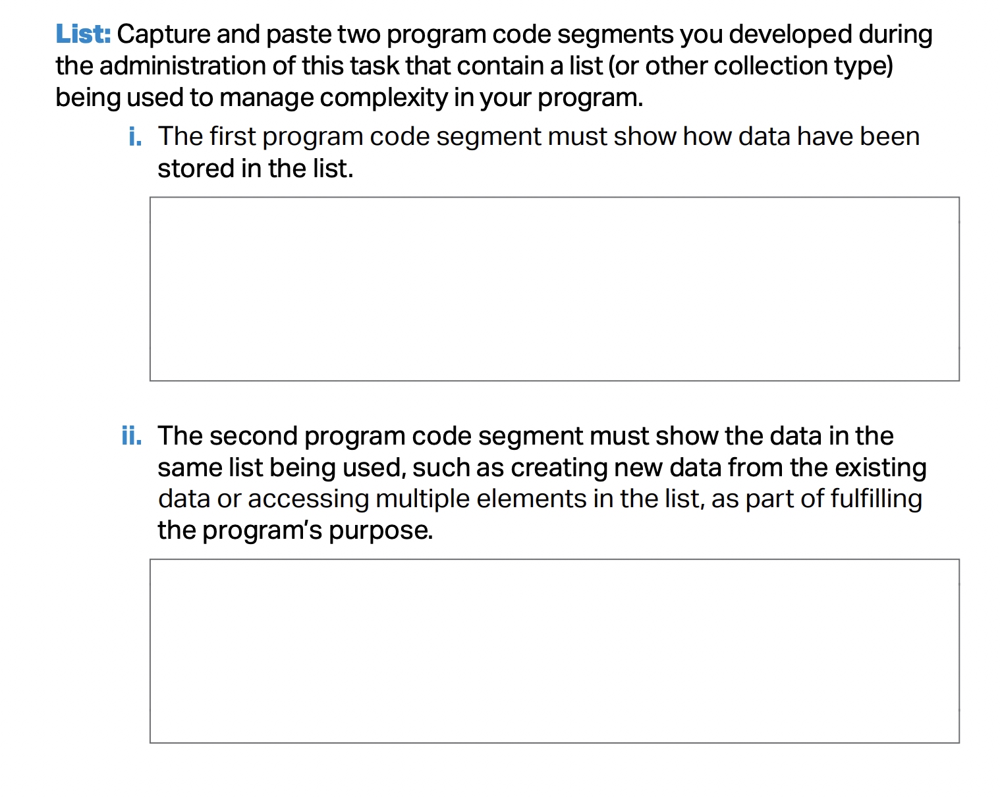 List: Capture and paste two program code segments you developed during
the administration of this task that contain a list (or other collection type)
being used to manage complexity in your program.
i. The first program code segment must show how data have been
stored in the list.
ii. The second program code segment must show the data in the
same list being used, such as creating new data from the existing
data or accessing multiple elements in the list, as part of fulfilling
the program's purpose.